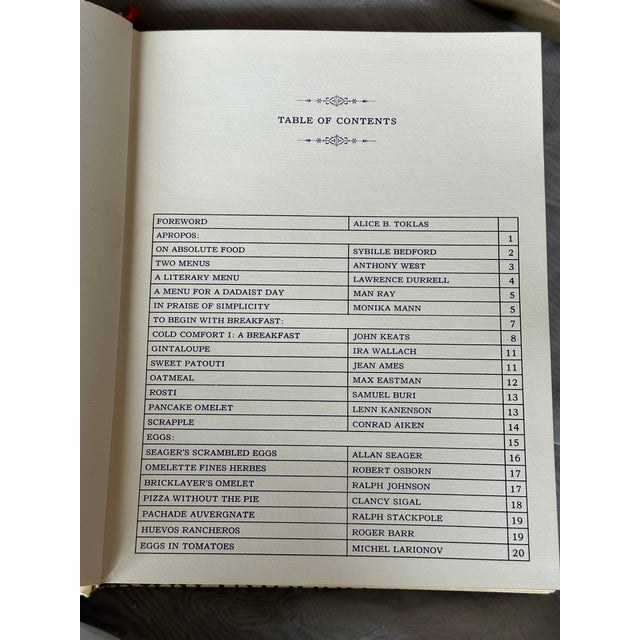 TABLE OF CONTENTS
FOREWORD ALICE B. TOKLAS
APROPOS: 1
ON ABSOLUTE FOOD SYBILLE BEDFORD 2
TWO MENUS ANTHONY WEST 3
A LITERARY MENU LAWRENCE DURRELL 4
A MENU FOR A DADAIST DAY MAN RAY 5
IN PRAISE OF SIMPLICITY MONIKA MANN 5
TO BEGIN WITH BREAKFAST: 7
COLD COMFORT I: A BREAKFAST JOHN KEATS 8
GINTALOUPE IRA WALLACH 11
SWEET PATOUTI JEAN AMES 11
OATMEAL MAX EASTMAN 12
ROSTI SAMUEL BURI 13
PANCAKE OMELET LENN KANENSON 13
SCRAPPLE CONRAD AIKEN 14
EGGS: 15
SEAGER'S SCRAMBLED EGGS ALLAN SEAGER 16
OMELETTE FINES HERBES ROBERT OSBORN 17
BRICKLAYER'S OMELET RALPH JOHNSON 17
PIZZA WITHOUT THE PIE CLANCY SIGAL 18
PACHADE AUVERGNATE RALPH STACKPOLE 19
HUEVOS RANCHEROS ROGER BARR 19
EGGS IN TOMATOES MICHEL LARIONOV 20